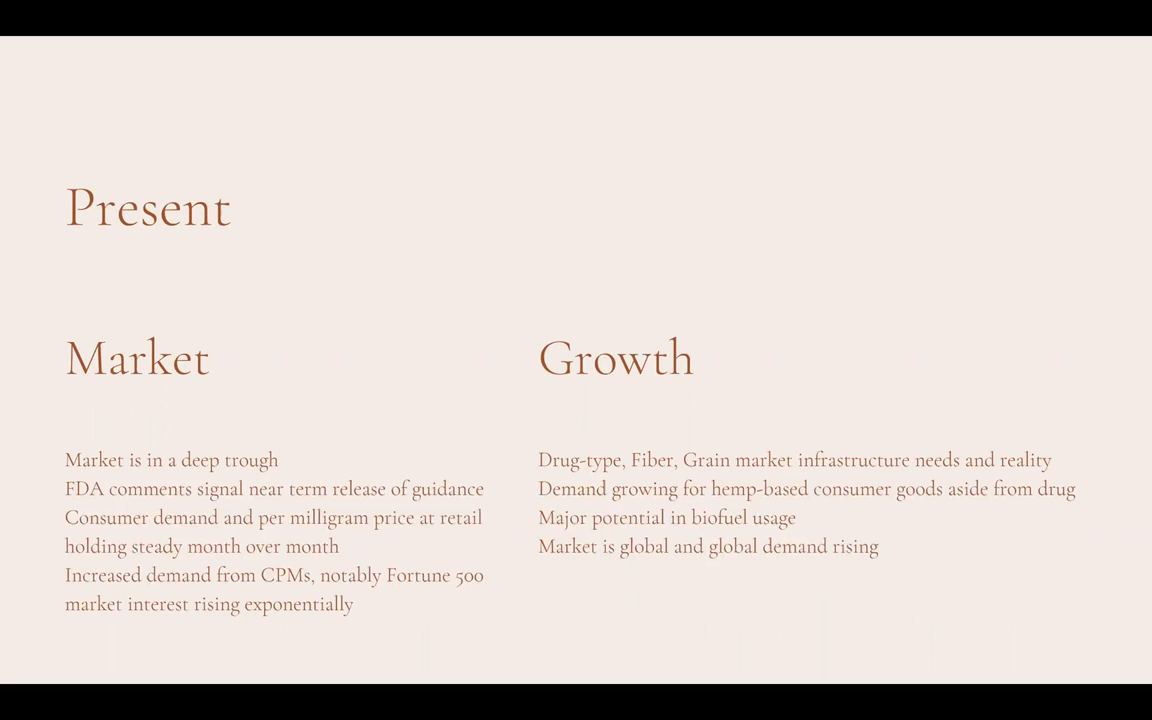 Present
Market
Market is in a deep trough
FDA comments signal near term release of guidance
Consumer demand and per milligram price at retail
holding steady month over month
Increased demand from CPMs, notably Fortune 500
market interest rising exponentially
Growth
Drug-type, Fiber, Grain market infrastructure needs and reality
Demand growing for hemp-based consumer goods aside from drug
Major potential in biofuel usage
Market is global and global demand rising